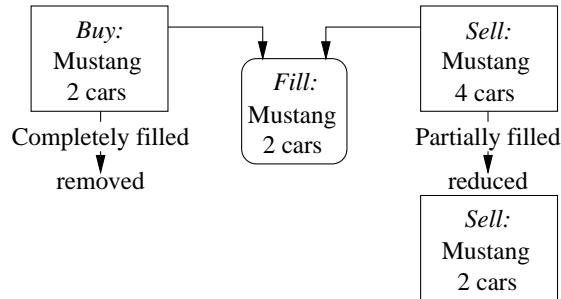 Buy:
Mustang
2 cars
Completely filled
removed
Fill:
Mustang
2 cars
Sell:
Mustang
4 cars
Partially filled
reduced
Sell:
Mustang
2 cars